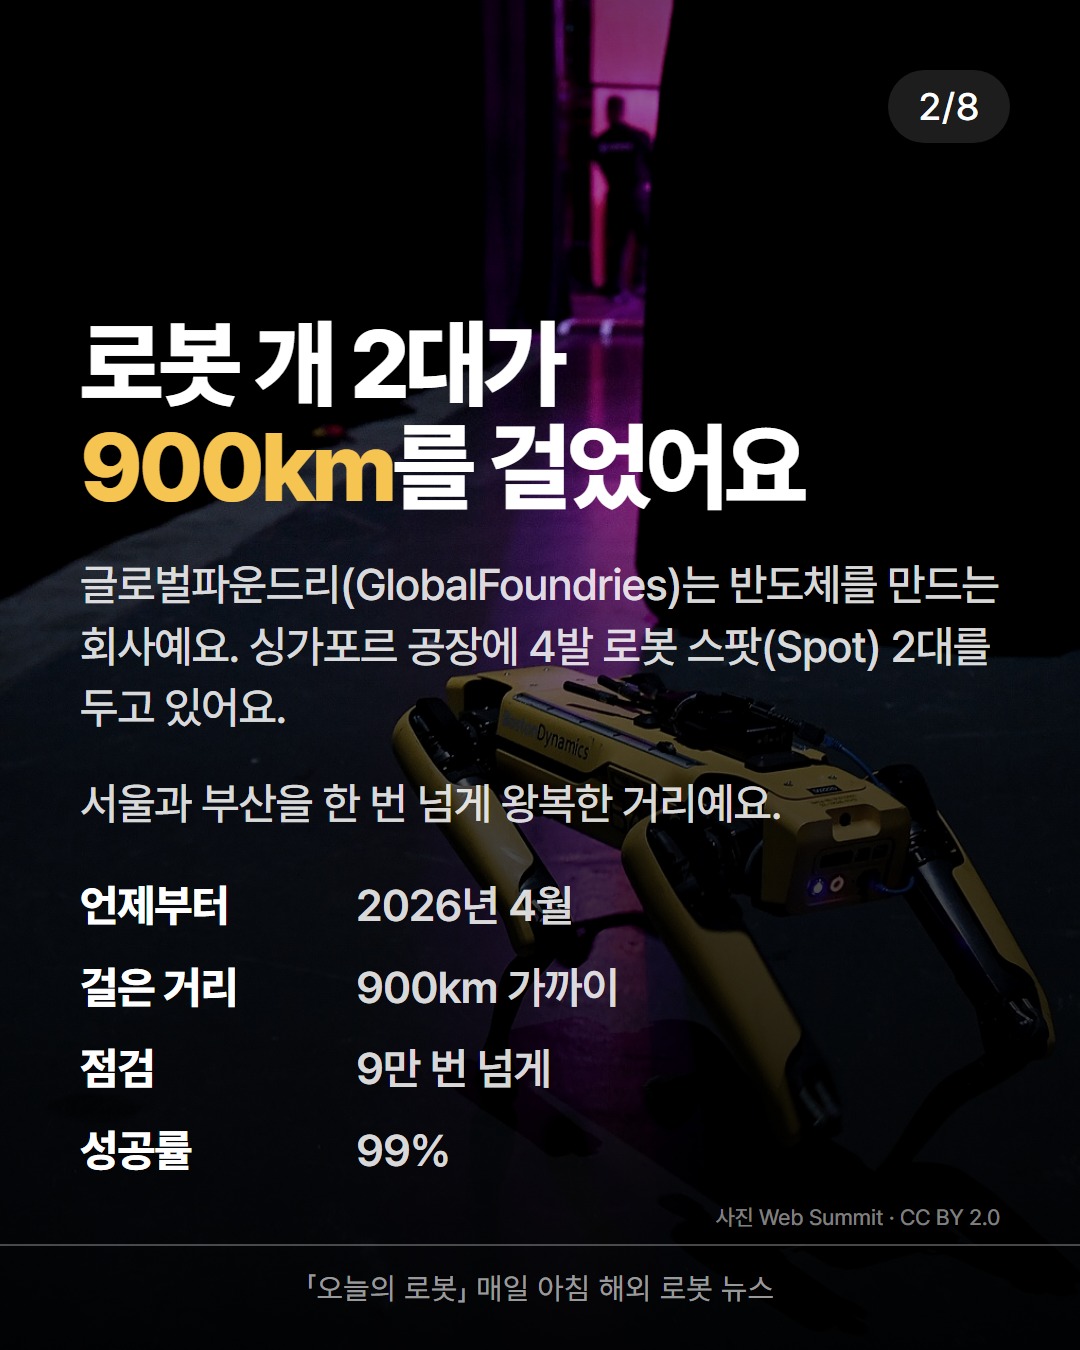 2/8
로봇 개 2대가
900km를 걸었어요
글로벌파운드리(GlobalFoundries)는 반도체를 만드는
회사예요. 싱가포르 공장에 4발 로봇 스팟(Spot) 2대를
두고 있어요.
BostonDynamics
서울과 부산을 한 번 넘게 왕복한 거리예요.
언제부터 2026년 4월
걸은 거리 900km 가까이
점검 9만 번 넘게
성공률 99%
사진 Web Summit · CC BY 2.0
「오늘의 로봇」 매일 아침 해외 로봇 뉴스